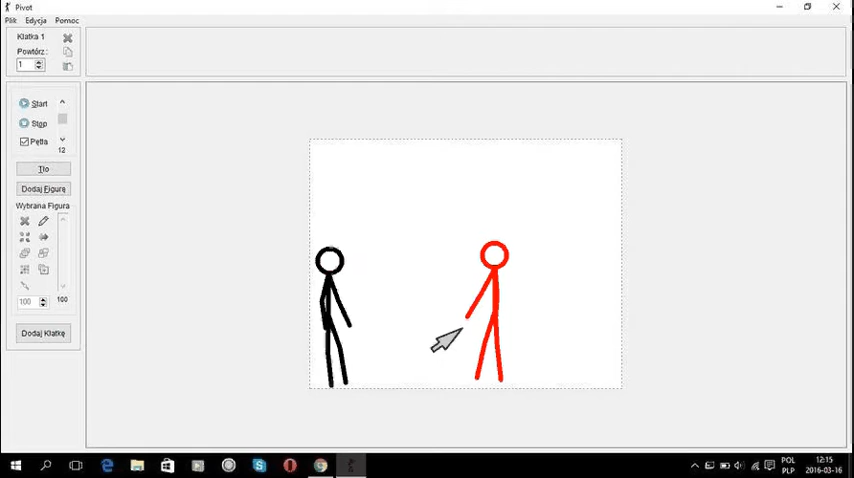 Pivot
Plik Edycja Pomoc
Klatka 1
Powtórz:
1
Start
Stop
Pętla
12
Tło
Dodaj Figurę
Wybrana Figura
100 100
Dodaj Klatkę
POL 12:15
PLP 2016-03-16